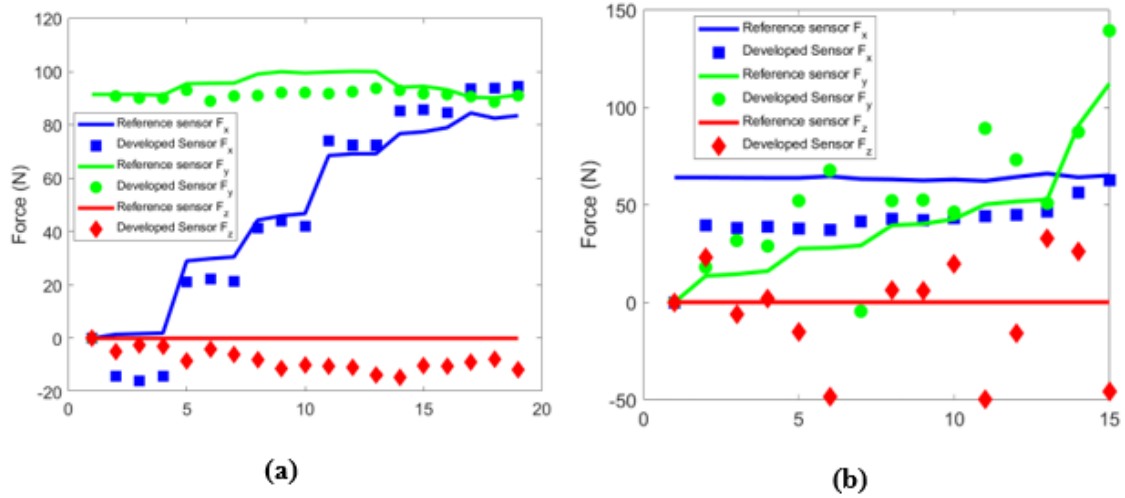 120
100
80
60
40
20
0
-20
Force (N)
Reference sensor Fx
Developed Sensor Fx
Reference sensor Fy
Developed Sensor Fy
Reference sensor Fz
Developed Sensor Fz
0 5 10 15 20
(a)
150
100
50
0
-50
Force (N)
Reference sensor Fx
Developed Sensor Fx
Reference sensor Fy
Developed Sensor Fy
Reference sensor Fz
Developed Sensor Fz
0 5 10 15
(b)